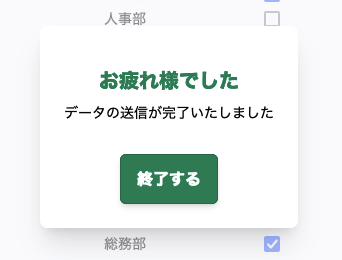 人事部
お疲れ様でした
データの送信が完了いたしました
終了する
総務部